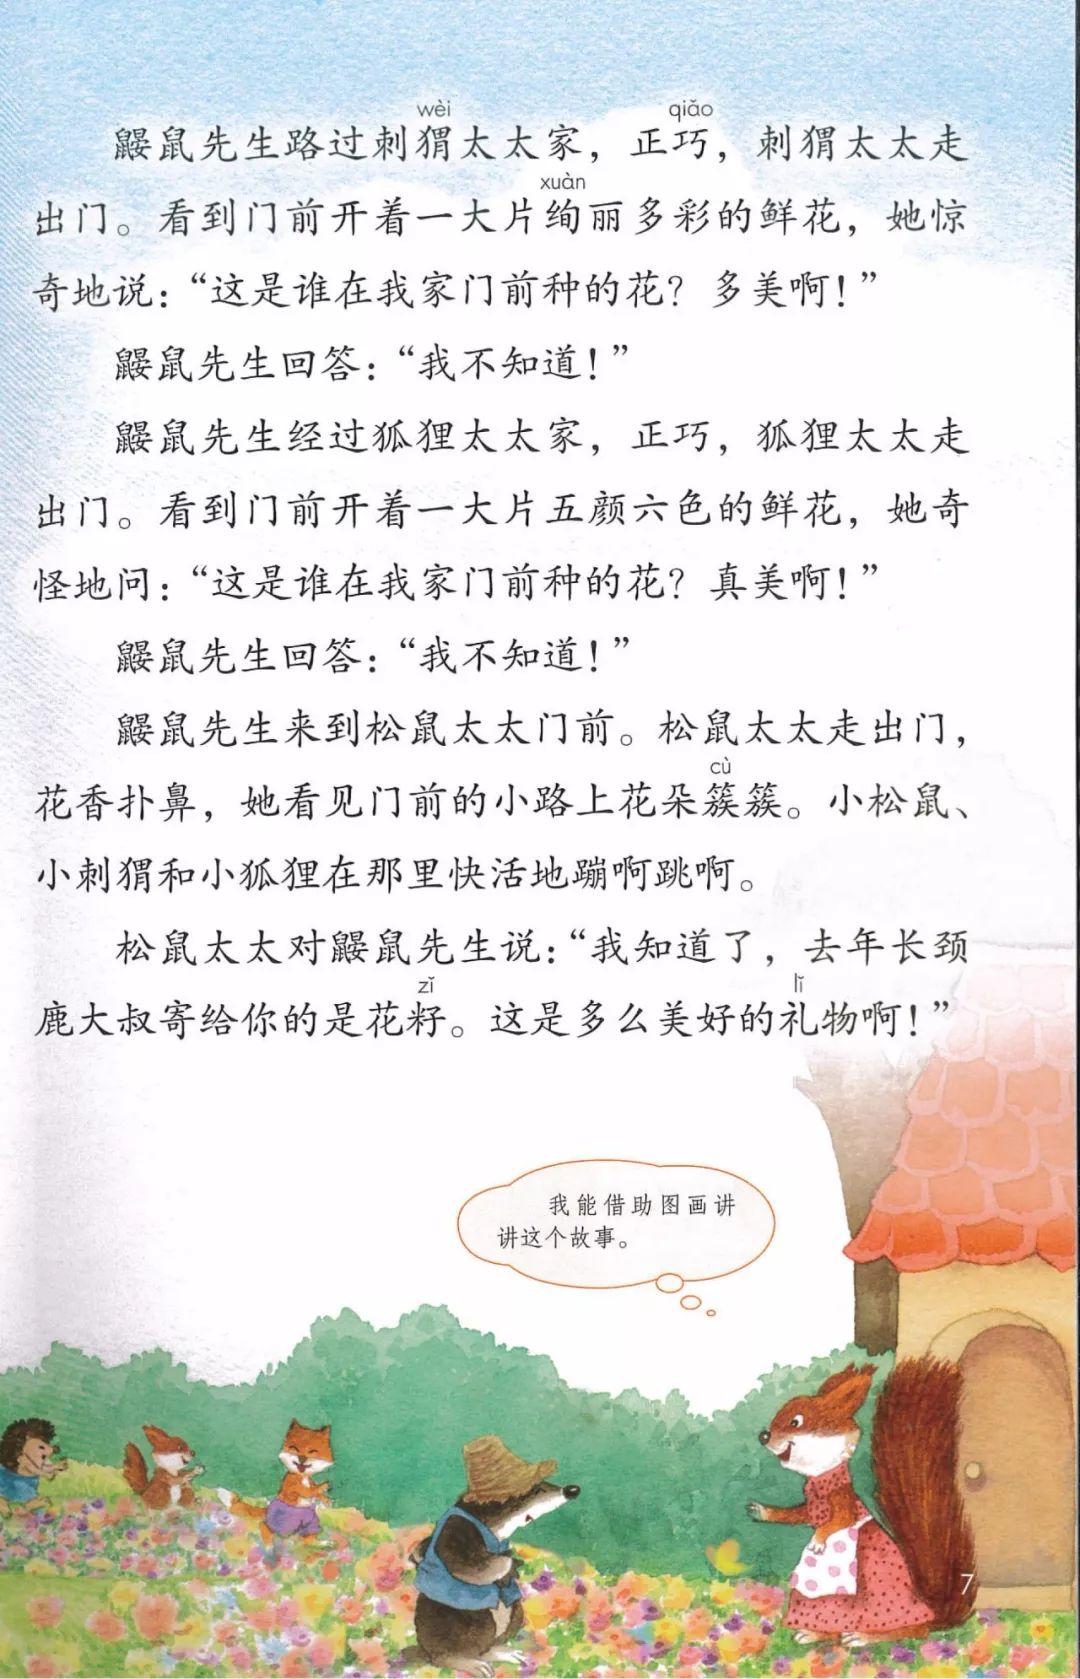 wèi qiǎo
鼹鼠先生路过刺猬太太家，正巧，刺猬太太走
xuàn
出门。看到门前开着一大片绚丽多彩的鲜花，她惊
奇地说：“这是谁在我家门前种的花？多美啊！”
鼹鼠先生回答：“我不知道！”
鼹鼠先生经过狐狸太太家，正巧，狐狸太太走
出门。看到门前开着一大片五颜六色的鲜花，她奇
怪地问：“这是谁在我家门前种的花？真美啊！”
鼹鼠先生回答：“我不知道！”
鼹鼠先生来到松鼠太太门前。松鼠太太走出门，
cù
花香扑鼻，她看见门前的小路上花朵簇簇。小松鼠、
小刺猬和小狐狸在那里快活地蹦啊跳啊。
松鼠太太对鼹鼠先生说：“我知道了，去年长颈
zǐ lǐ
鹿大叔寄给你的是花籽。这是多么美好的礼物啊！”
我能借助图画讲
讲这个故事。
7